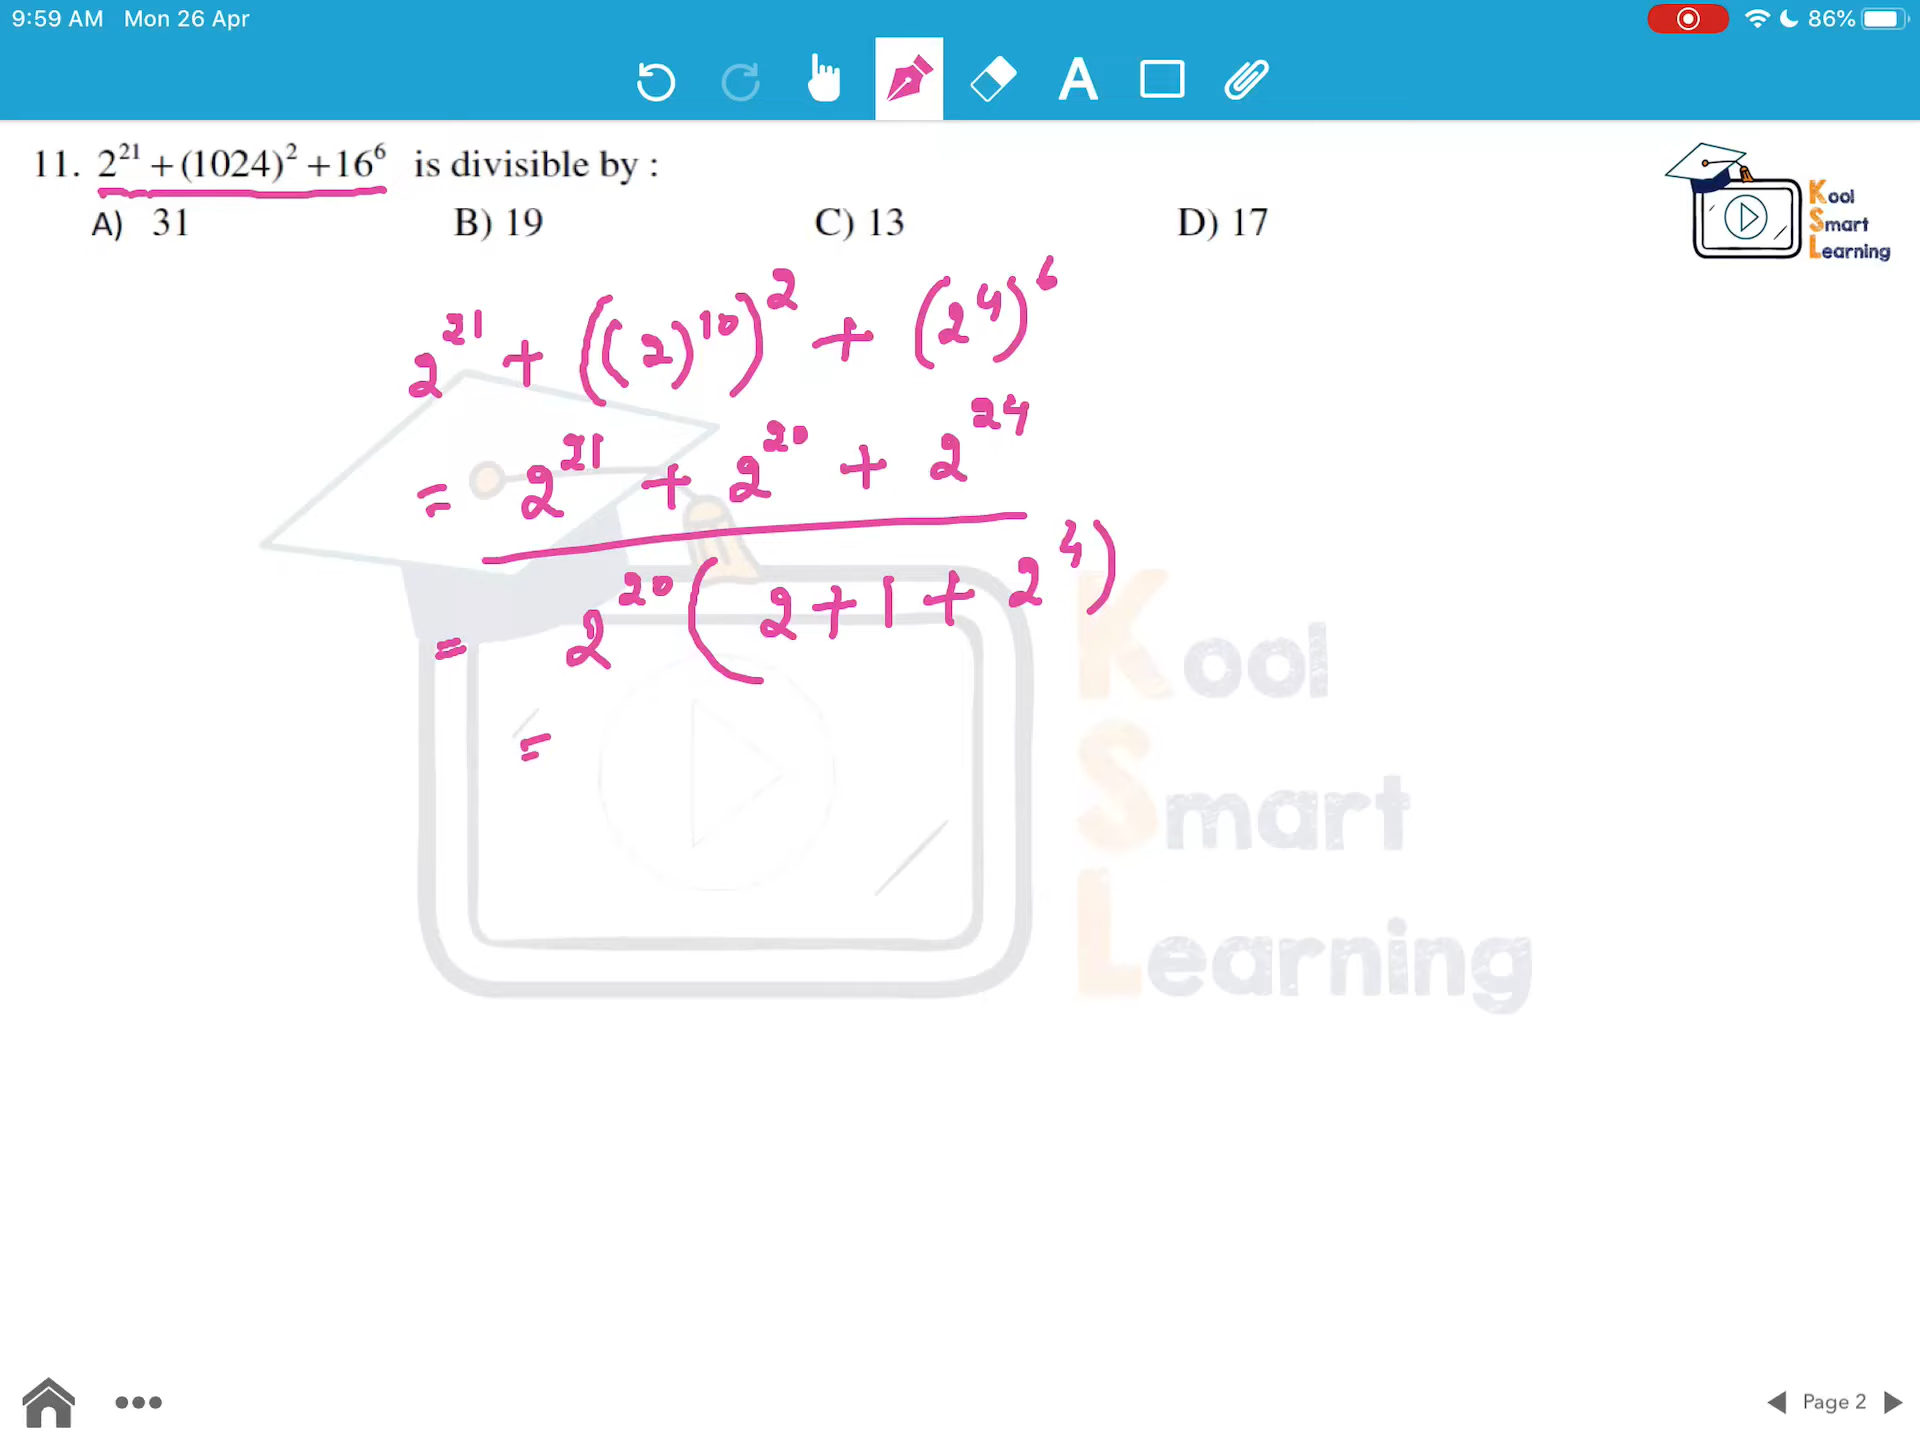 9:59 AM Mon 26 Apr
86%
11. 2²¹ + (1024)² + 16⁶ is divisible by :
A) 31 B) 19 C) 13 D) 17
Kool
Smart
Learning
2²¹ + ((2)¹⁰)² + (2⁴)⁶
= 2²¹ + 2²⁰ + 2²⁴
= 2²⁰ (2 + 1 + 2⁴)
=
Kool
Smart
Learning
Page 2